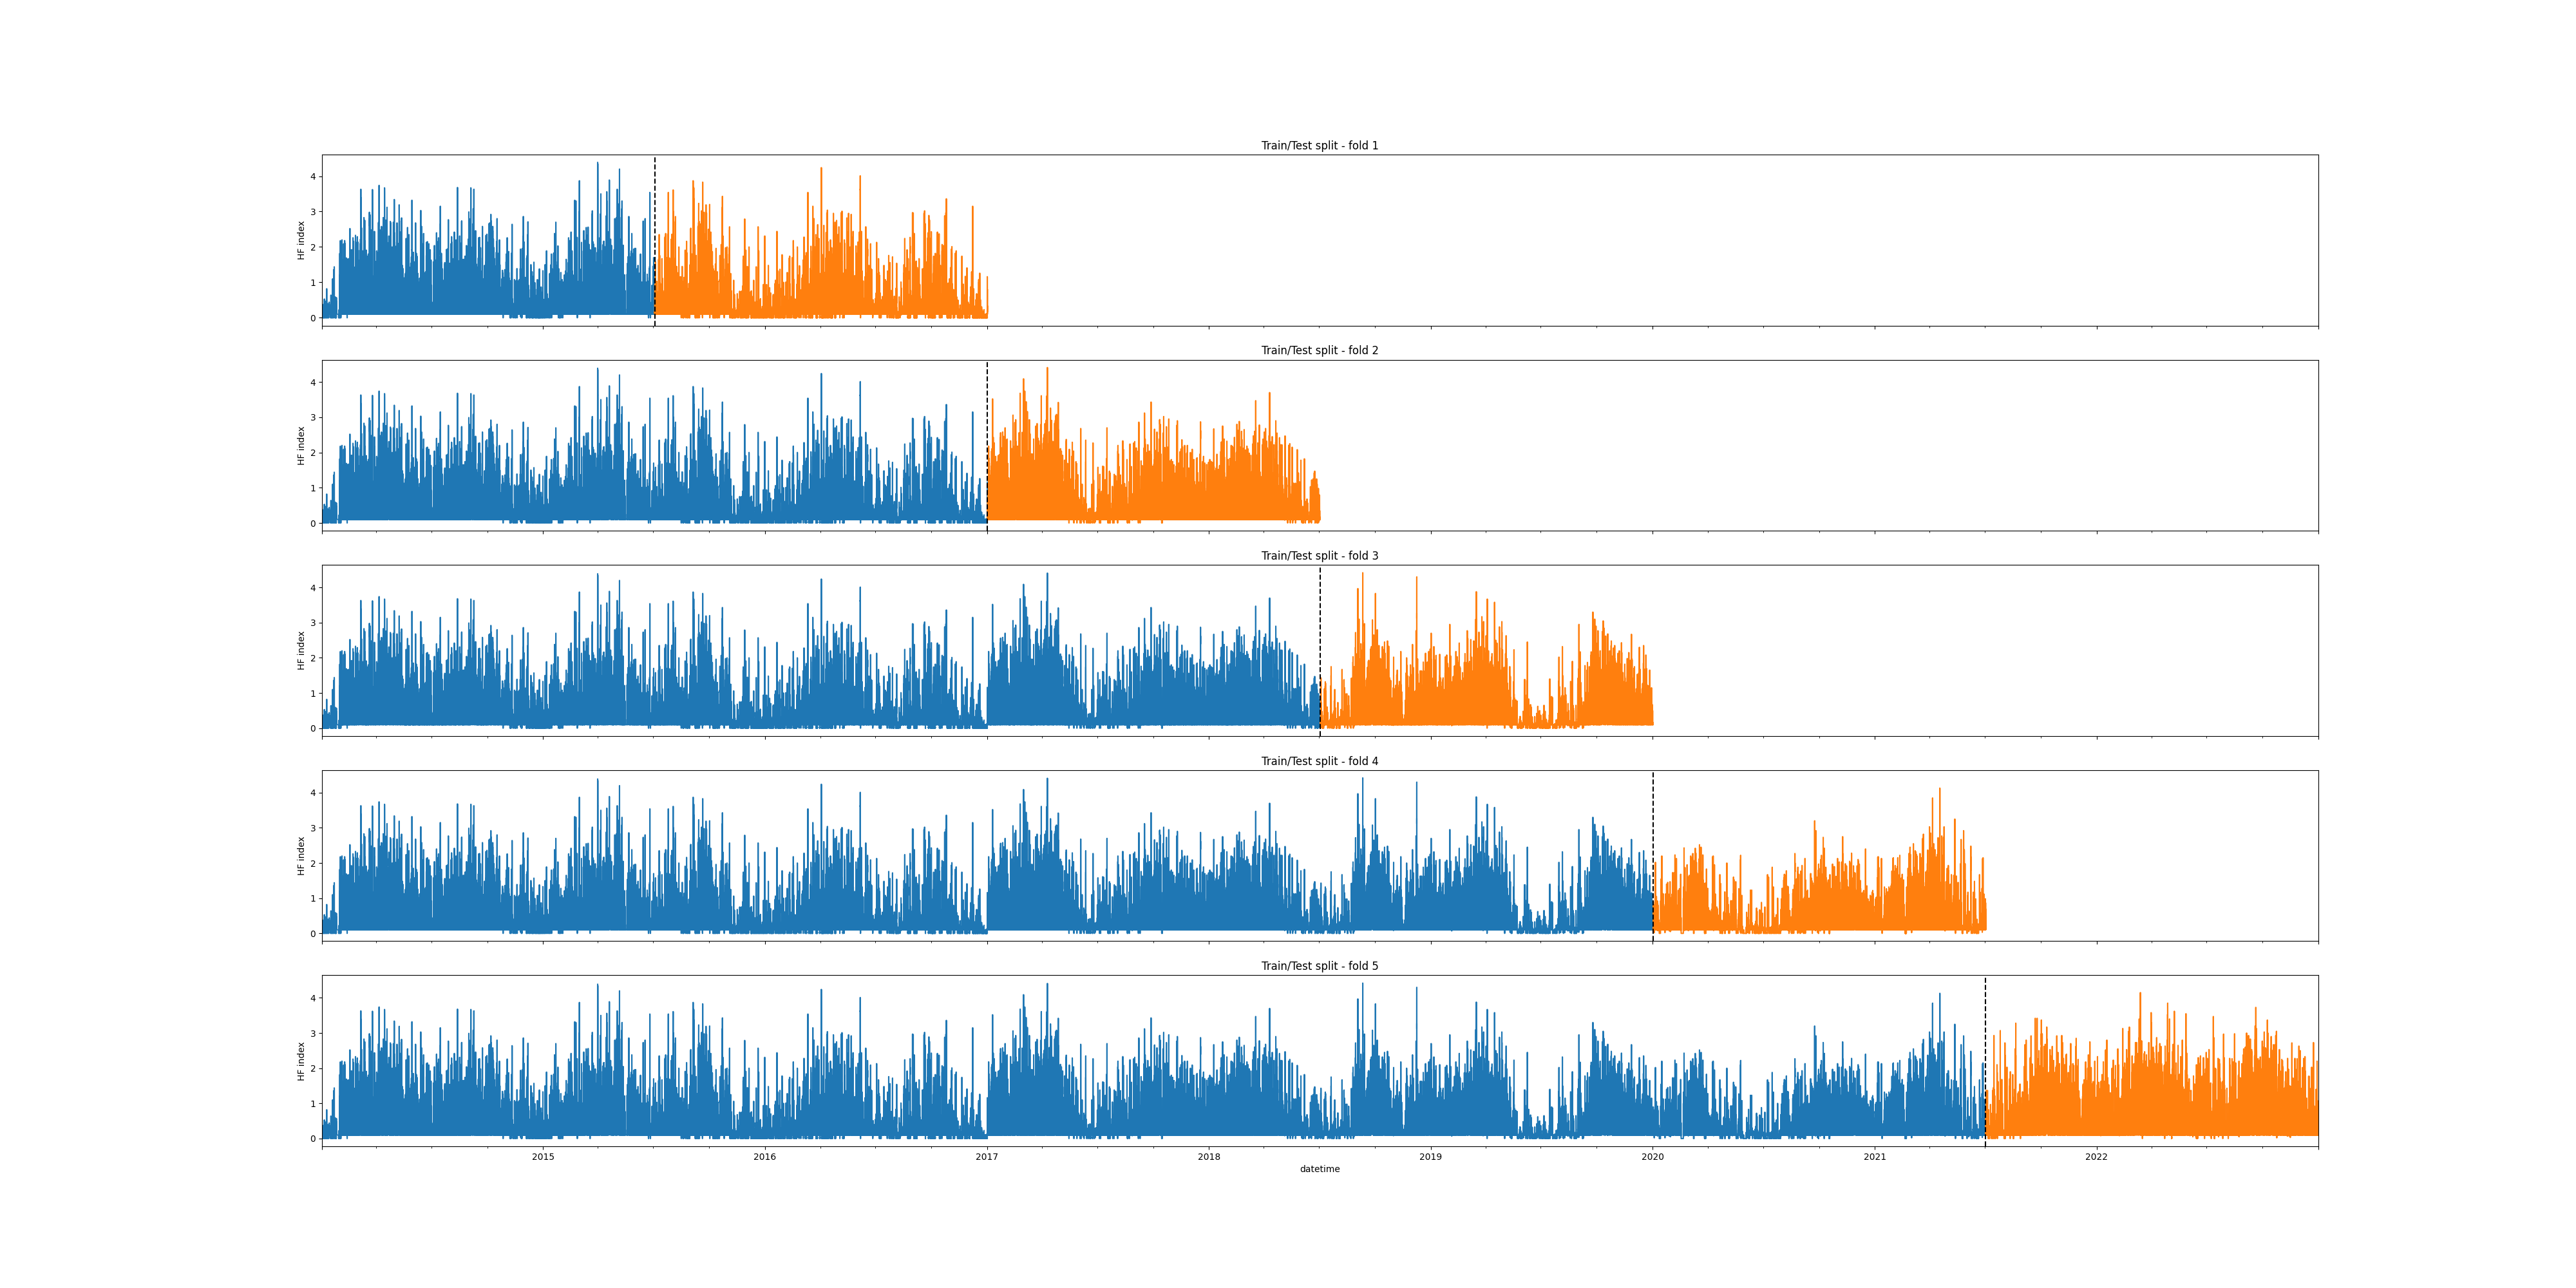 Train/Test split - fold 1
4
3
2
1
0
HF index
Train/Test split - fold 2
4
3
2
1
0
HF index
Train/Test split - fold 3
4
3
2
1
0
HF index
Train/Test split - fold 4
4
3
2
1
0
HF index
Train/Test split - fold 5
4
3
2
1
0
HF index
2015 2016 2017 2018 2019 2020 2021 2022
datetime